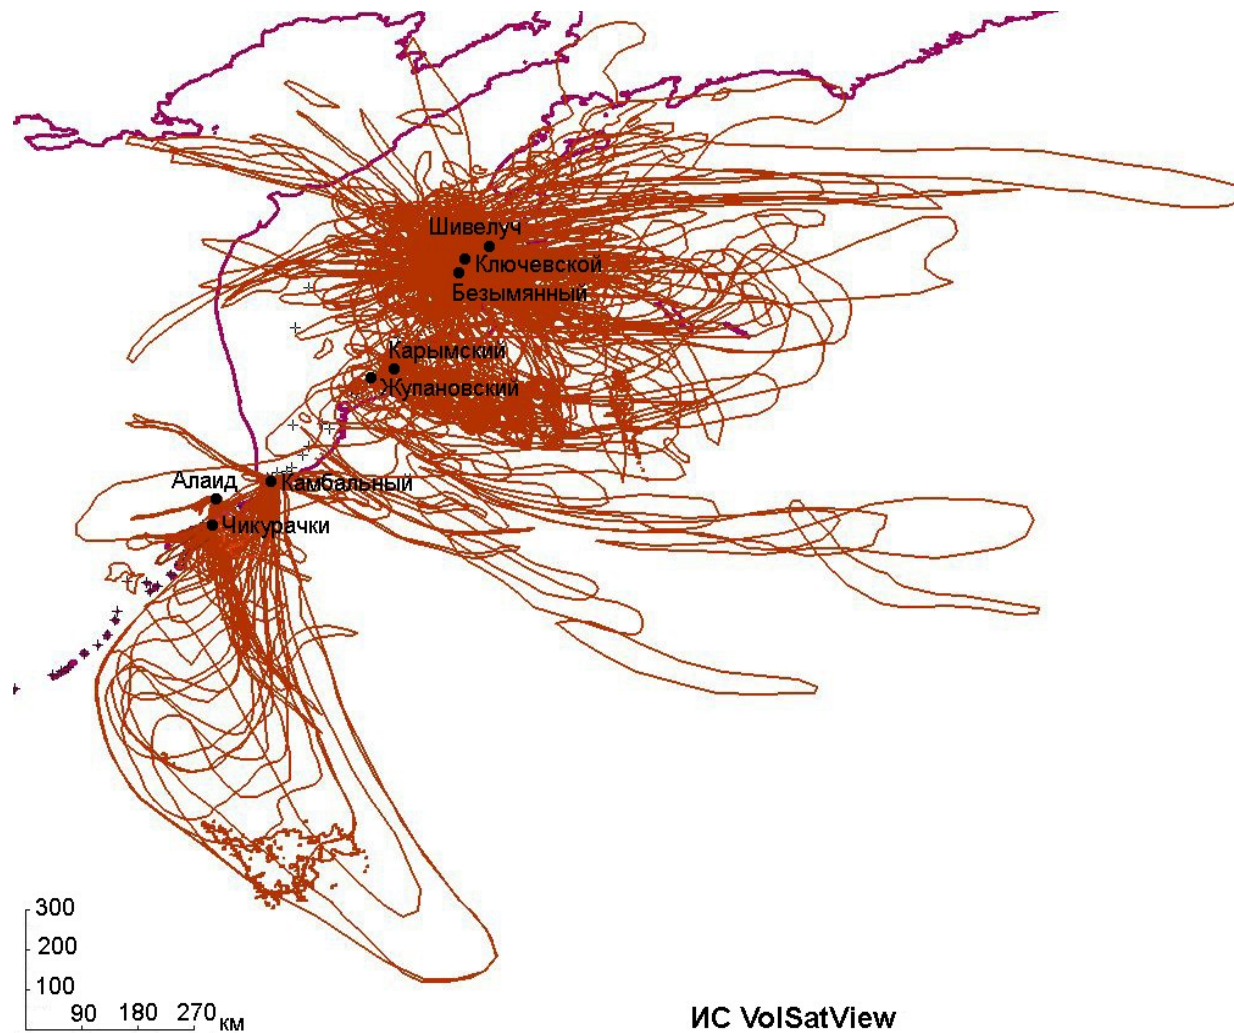 Шивелуч
Ключевской
Безымянный
Карымский
Жупановский
Алаид
Камбальный
Чикурачки
300
200
100
90 180 270 км
ИС VolSatView